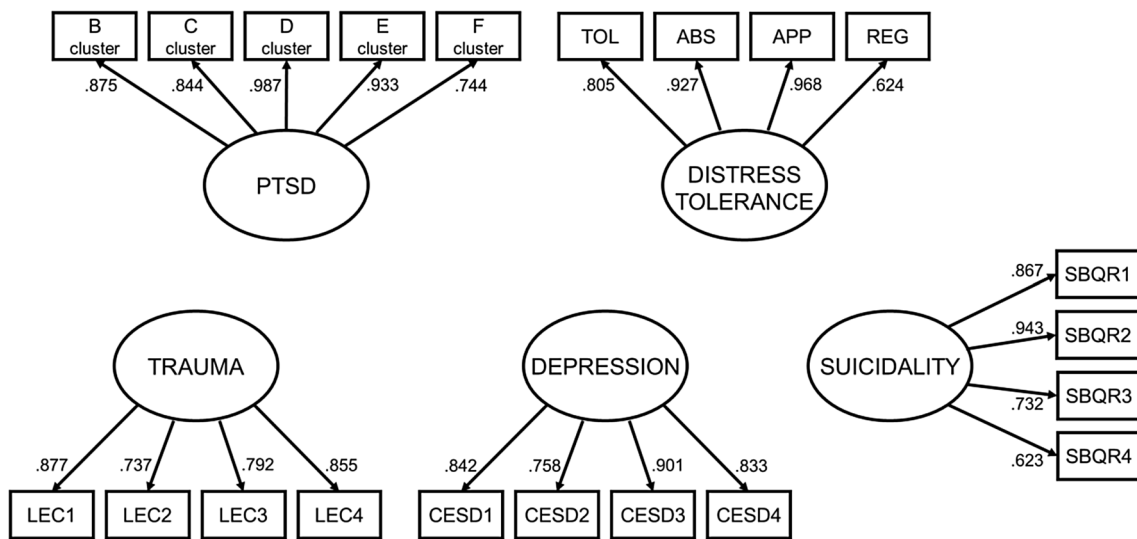 B
cluster
C
cluster
D
cluster
E
cluster
F
cluster
.875
.844
.987
.933
.744
PTSD
TOL
ABS
APP
REG
.805
.927
.968
.624
DISTRESS
TOLERANCE
TRAUMA
.877
.737
.792
.855
LEC1
LEC2
LEC3
LEC4
DEPRESSION
.842
.758
.901
.833
CESD1
CESD2
CESD3
CESD4
SUICIDALITY
.867
SBQR1
.943
SBQR2
.732
SBQR3
.623
SBQR4